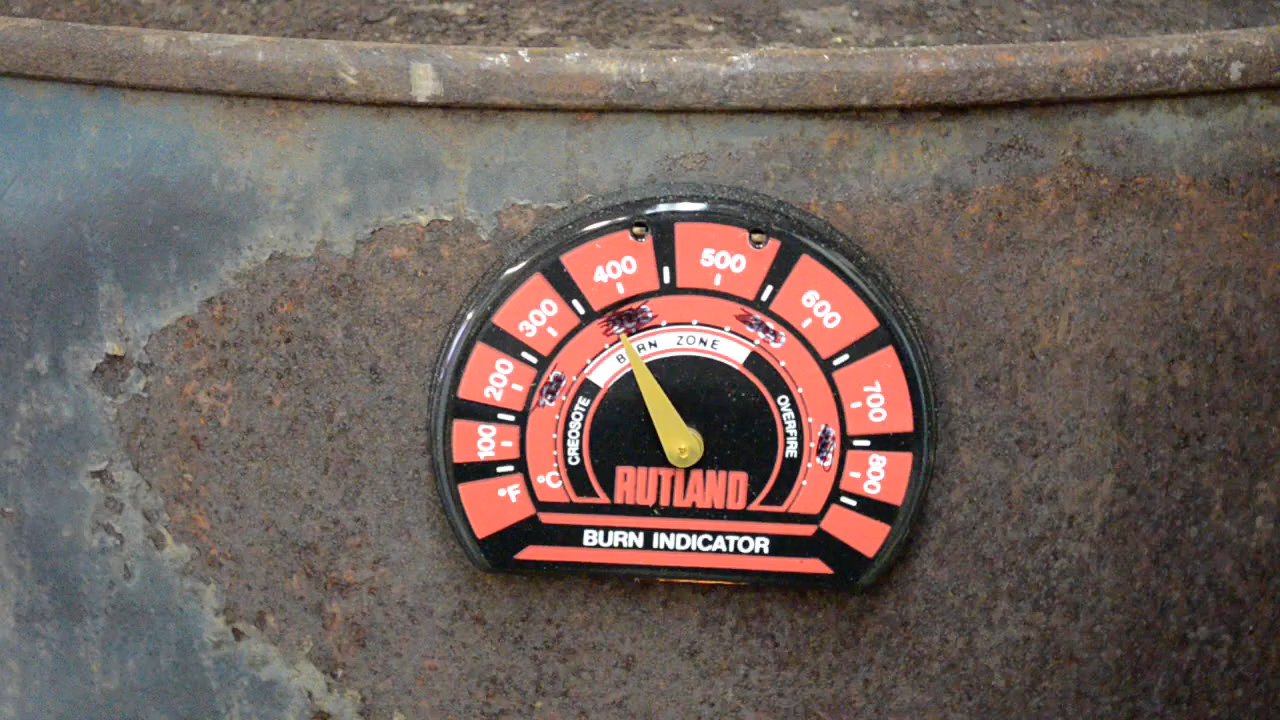 400 500
300 600
200 700
100 800
°F °C
BURN ZONE
CREOSOTE OVERFIRE
RUTLAND
BURN INDICATOR